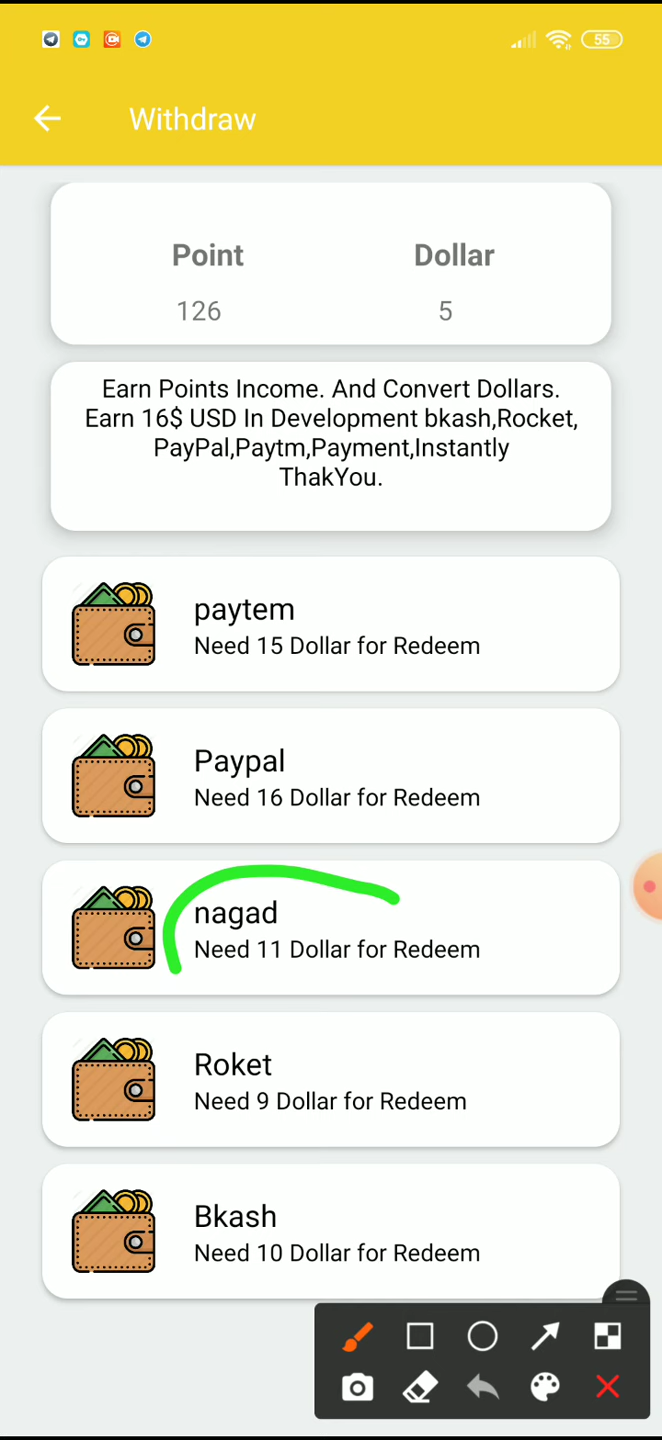 55
Withdraw
Point Dollar
126 5
Earn Points Income. And Convert Dollars.
Earn 16$ USD In Development bkash,Rocket,
PayPal,Paytm,Payment,Instantly
ThakYou.
paytem
Need 15 Dollar for Redeem
Paypal
Need 16 Dollar for Redeem
nagad
Need 11 Dollar for Redeem
Roket
Need 9 Dollar for Redeem
Bkash
Need 10 Dollar for Redeem